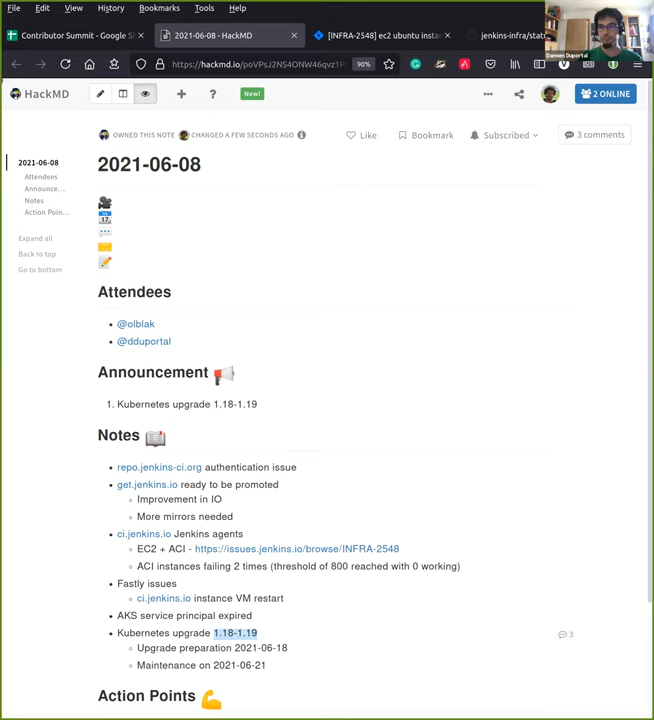 File Edit View History Bookmarks Tools Help
Contributor Summit - Google S
2021-06-08 - HackMD
[INFRA-2548] ec2 ubuntu insta
jenkins-infra/statu
Damien Duportal
90%
HackMD
New!
2 ONLINE
OWNED THIS NOTE CHANGED A FEW SECONDS AGO
Like
Bookmark
Subscribed
3 comments
2021-06-08
Attendees
Announce...
Notes
Action Poin...
Expand all
Back to top
Go to bottom
2021-06-08
Attendees
@olblak
@dduportal
Announcement
1. Kubernetes upgrade 1.18-1.19
Notes
repo.jenkins-ci.org authentication issue
get.jenkins.io ready to be promoted
Improvement in IO
More mirrors needed
ci.jenkins.io Jenkins agents
EC2 + ACI - https://issues.jenkins.io/browse/INFRA-2548
ACI instances failing 2 times (threshold of 800 reached with 0 working)
Fastly issues
ci.jenkins.io instance VM restart
AKS service principal expired
Kubernetes upgrade 1.18-1.19
3
Upgrade preparation 2021-06-18
Maintenance on 2021-06-21
Action Points